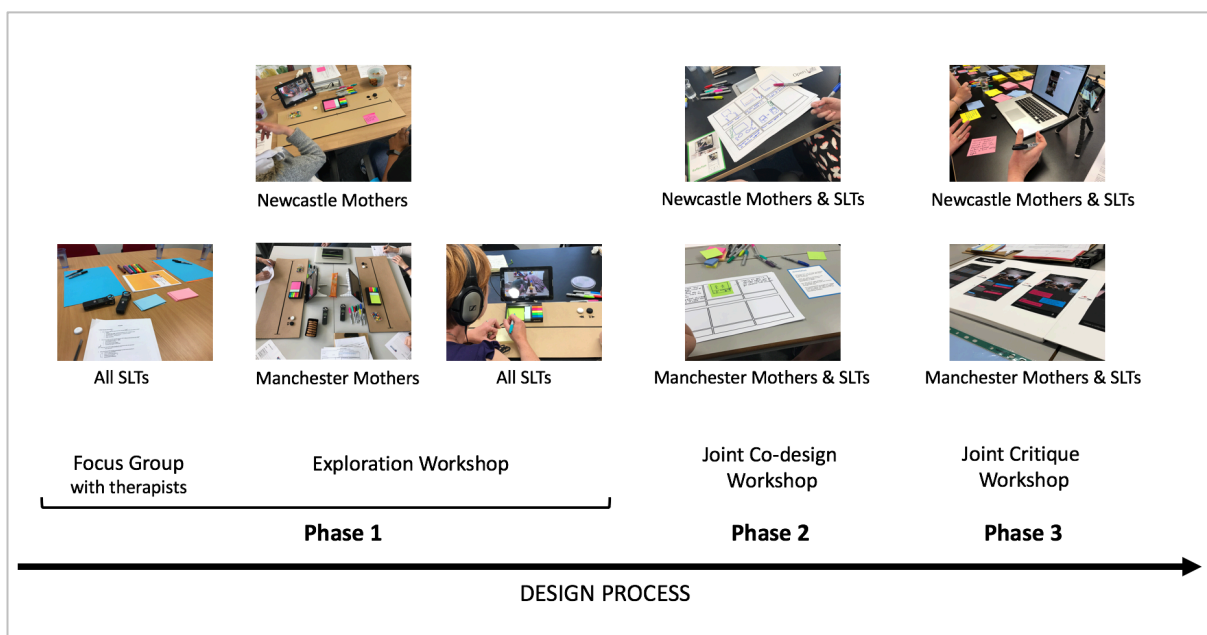 Newcastle Mothers
Newcastle Mothers & SLTs
Newcastle Mothers & SLTs
All SLTs
Manchester Mothers
All SLTs
Manchester Mothers & SLTs
Manchester Mothers & SLTs
Focus Group
with therapists
Exploration Workshop
Joint Co-design
Workshop
Joint Critique
Workshop
Phase 1
Phase 2
Phase 3
DESIGN PROCESS